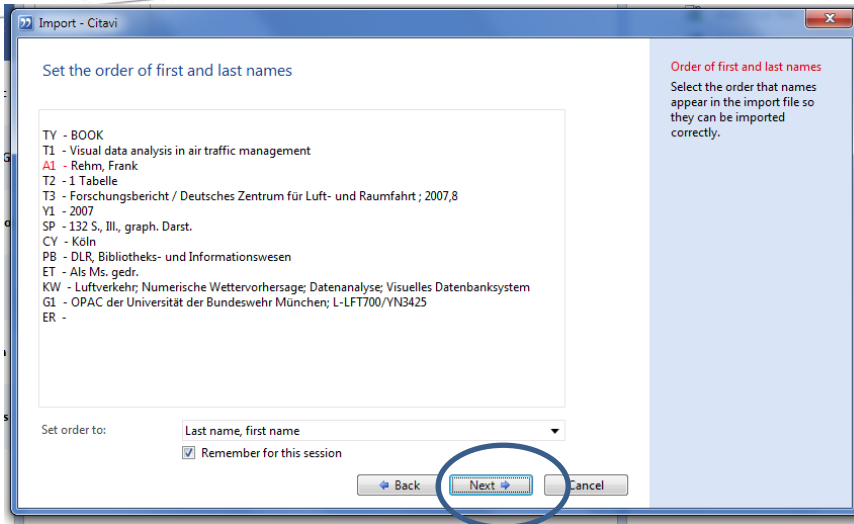 Import - Citavi
Set the order of first and last names
TY - BOOK
T1 - Visual data analysis in air traffic management
A1 - Rehm, Frank
T2 - 1 Tabelle
T3 - Forschungsbericht / Deutsches Zentrum für Luft- und Raumfahrt ; 2007,8
Y1 - 2007
SP - 132 S., Ill., graph. Darst.
CY - Köln
PB - DLR, Bibliotheks- und Informationswesen
ET - Als Ms. gedr.
KW - Luftverkehr; Numerische Wettervorhersage; Datenanalyse; Visuelles Datenbanksystem
G1 - OPAC der Universität der Bundeswehr München; L-LFT700/YN3425
ER -
Set order to: Last name, first name
Remember for this session
Back Next Cancel
Order of first and last names
Select the order that names
appear in the import file so
they can be imported
correctly.